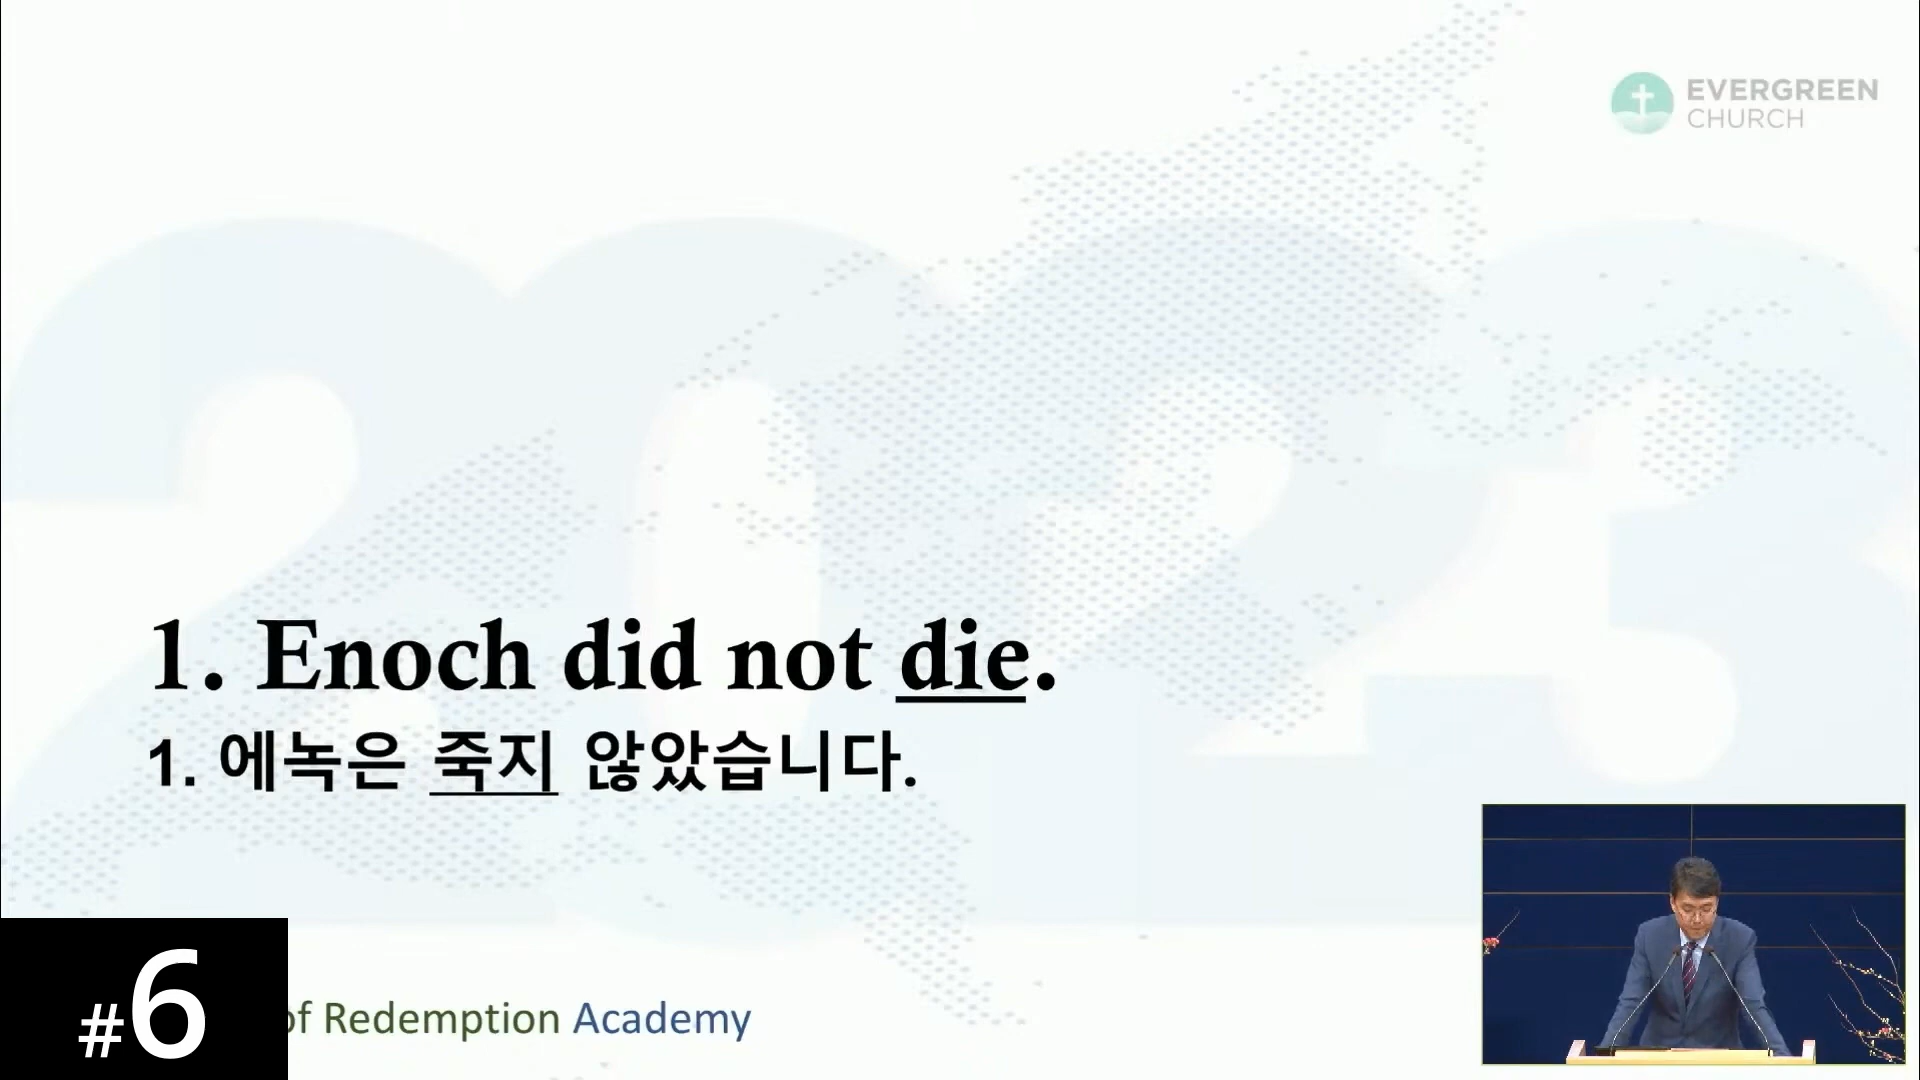 EVERGREEN
CHURCH
2023
1. Enoch did not die.
1. 에녹은 죽지 않았습니다.
#6
of Redemption Academy